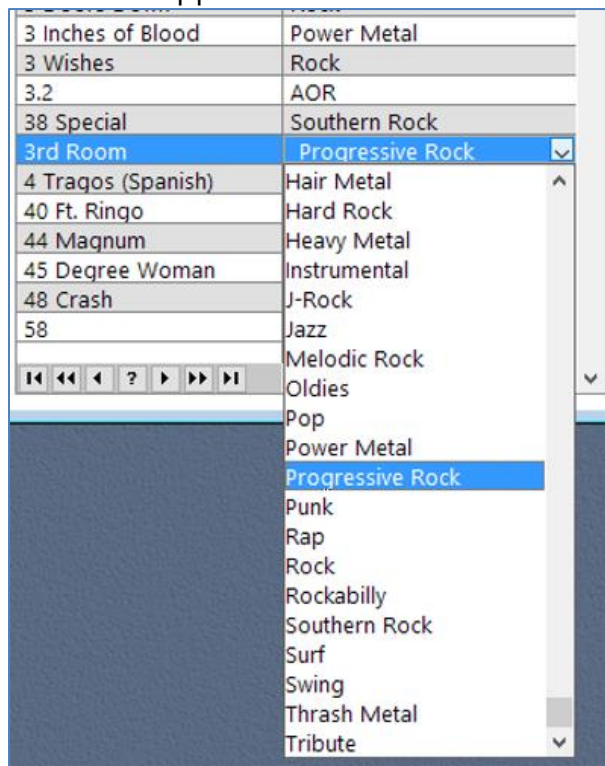 3 Inches of Blood Power Metal
3 Wishes Rock
3.2 AOR
38 Special Southern Rock
3rd Room Progressive Rock
4 Tragos (Spanish) Hair Metal
40 Ft. Ringo Hard Rock
44 Magnum Heavy Metal
45 Degree Woman Instrumental
48 Crash J-Rock
58 Jazz
Melodic Rock
?
Oldies
Pop
Power Metal
Progressive Rock
Punk
Rap
Rock
Rockabilly
Southern Rock
Surf
Swing
Thrash Metal
Tribute